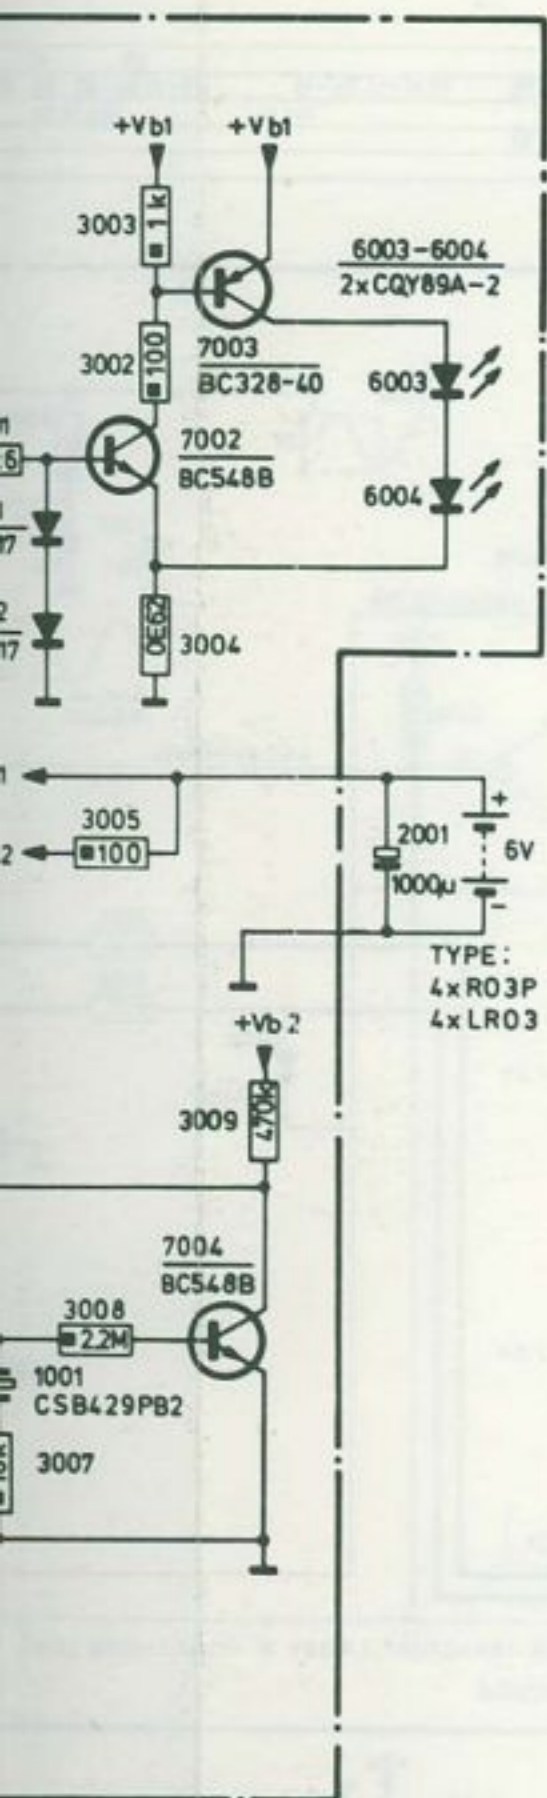 +Vb1 +Vb1
3003 1k
6003-6004
2xCQY89A-2
3002 100
7003
BC328-40
6003
7002
BC548B
6004
0E62 3004
3005
100
2001
1000µ
+
6V
-
TYPE:
4xR03P
4xLR03
+Vb2
3009 470k
7004
BC548B
3008
2.2M
1001
CSB429PB2
3007